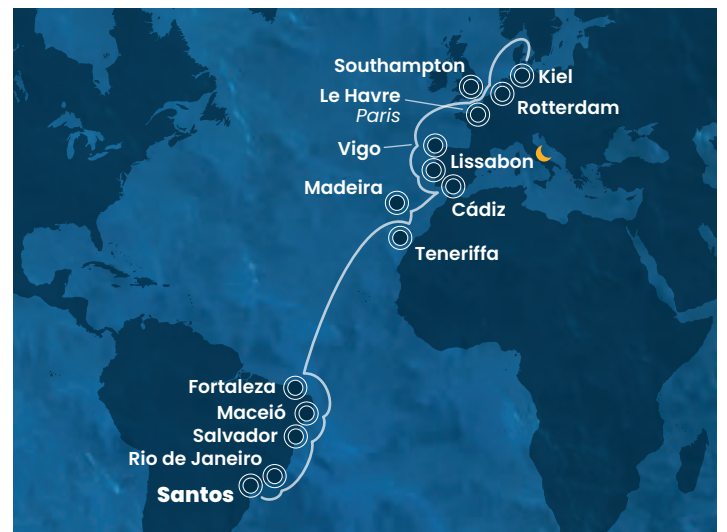 Southampton
Kiel
Le Havre
Paris
Rotterdam
Vigo
Lissabon
Madeira
Cádiz
Teneriffa
Fortaleza
Maceió
Salvador
Rio de Janeiro
Santos